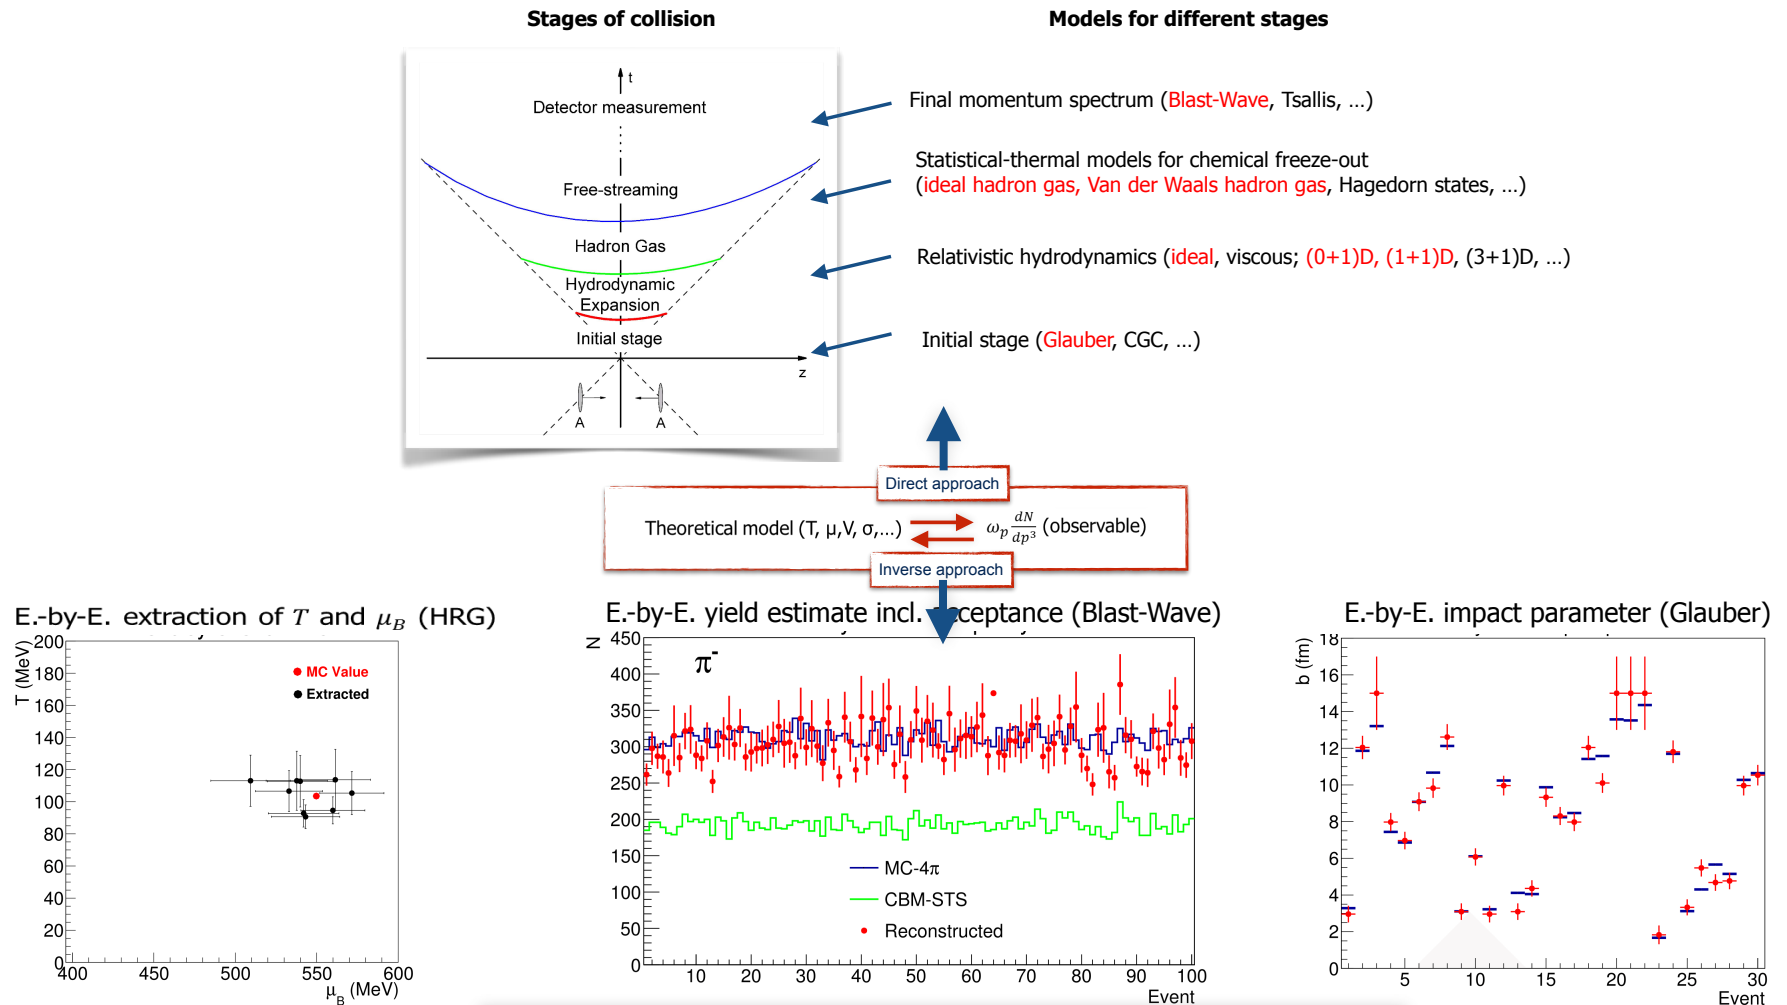 Stages of collision
Models for different stages
t
Detector measurement
Free-streaming
Hadron Gas
Hydrodynamic
Expansion
Initial stage
z
A
A
Final momentum spectrum (Blast-Wave, Tsallis, …)
Statistical-thermal models for chemical freeze-out
(ideal hadron gas, Van der Waals hadron gas, Hagedorn states, …)
Relativistic hydrodynamics (ideal, viscous; (0+1)D, (1+1)D, (3+1)D, …)
Initial stage (Glauber, CGC, …)
Direct approach
Theoretical model (T, μ,V, σ,…)
ω_p dN/dp³ (observable)
Inverse approach
E.-by-E. extraction of T and μ_B (HRG)
T (MeV)
200
180
160
140
120
100
80
60
40
20
0
MC Value
Extracted
400
450
500
550
600
μ_B (MeV)
E.-by-E. yield estimate incl. acceptance (Blast-Wave)
N
450
400
350
300
250
200
150
100
50
0
π-
MC-4π
CBM-STS
Reconstructed
10
20
30
40
50
60
70
80
90
100
Event
E.-by-E. impact parameter (Glauber)
b (fm)
18
16
14
12
10
8
6
4
2
0
5
10
15
20
25
30
Event